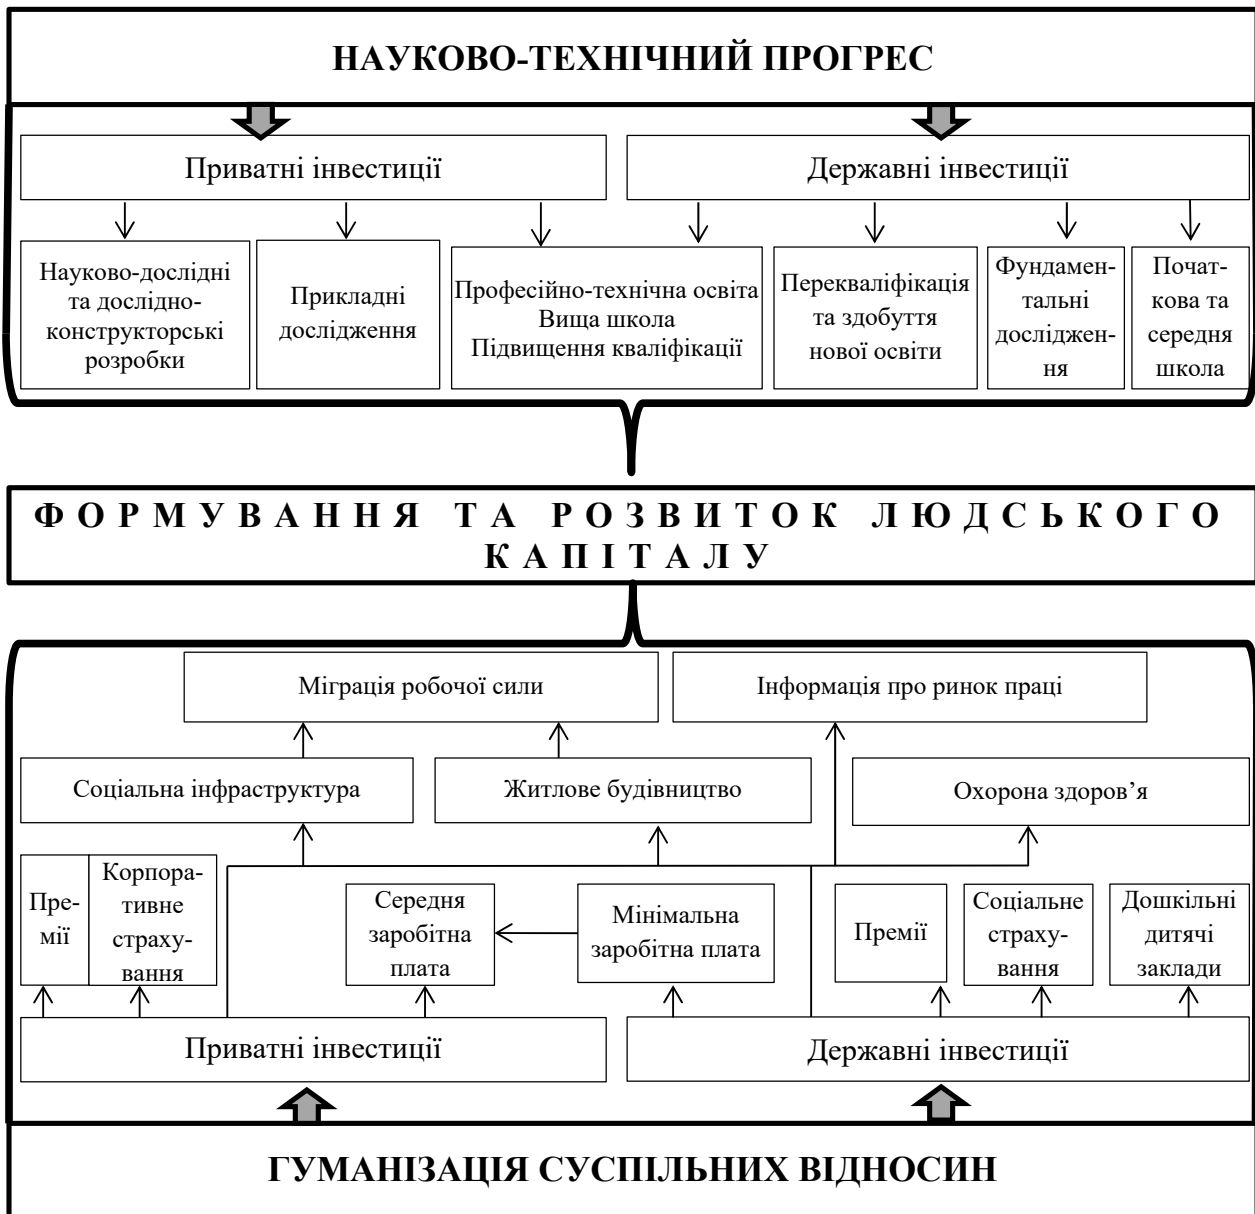 НАУКОВО-ТЕХНІЧНИЙ ПРОГРЕС
Приватні інвестиції
Державні інвестиції
Науково-дослідні
та дослідно-
конструкторські
розробки
Прикладні
дослідження
Професійно-технічна освіта
Вища школа
Підвищення кваліфікації
Перекваліфікація
та здобуття
нової освіти
Фундамен-
тальні
досліджен-
ня
Почат-
кова та
середня
школа
ФОРМУВАННЯ ТА РОЗВИТОК ЛЮДСЬКОГО
КАПІТАЛУ
Міграція робочої сили
Інформація про ринок праці
Соціальна інфраструктура
Житлове будівництво
Охорона здоров’я
Пре-
мії
Корпора-
тивне
страху-
вання
Середня
заробітна
плата
Мінімальна
заробітна плата
Премії
Соціальне
страху-
вання
Дошкільні
дитячі
заклади
Приватні інвестиції
Державні інвестиції
ГУМАНІЗАЦІЯ СУСПІЛЬНИХ ВІДНОСИН